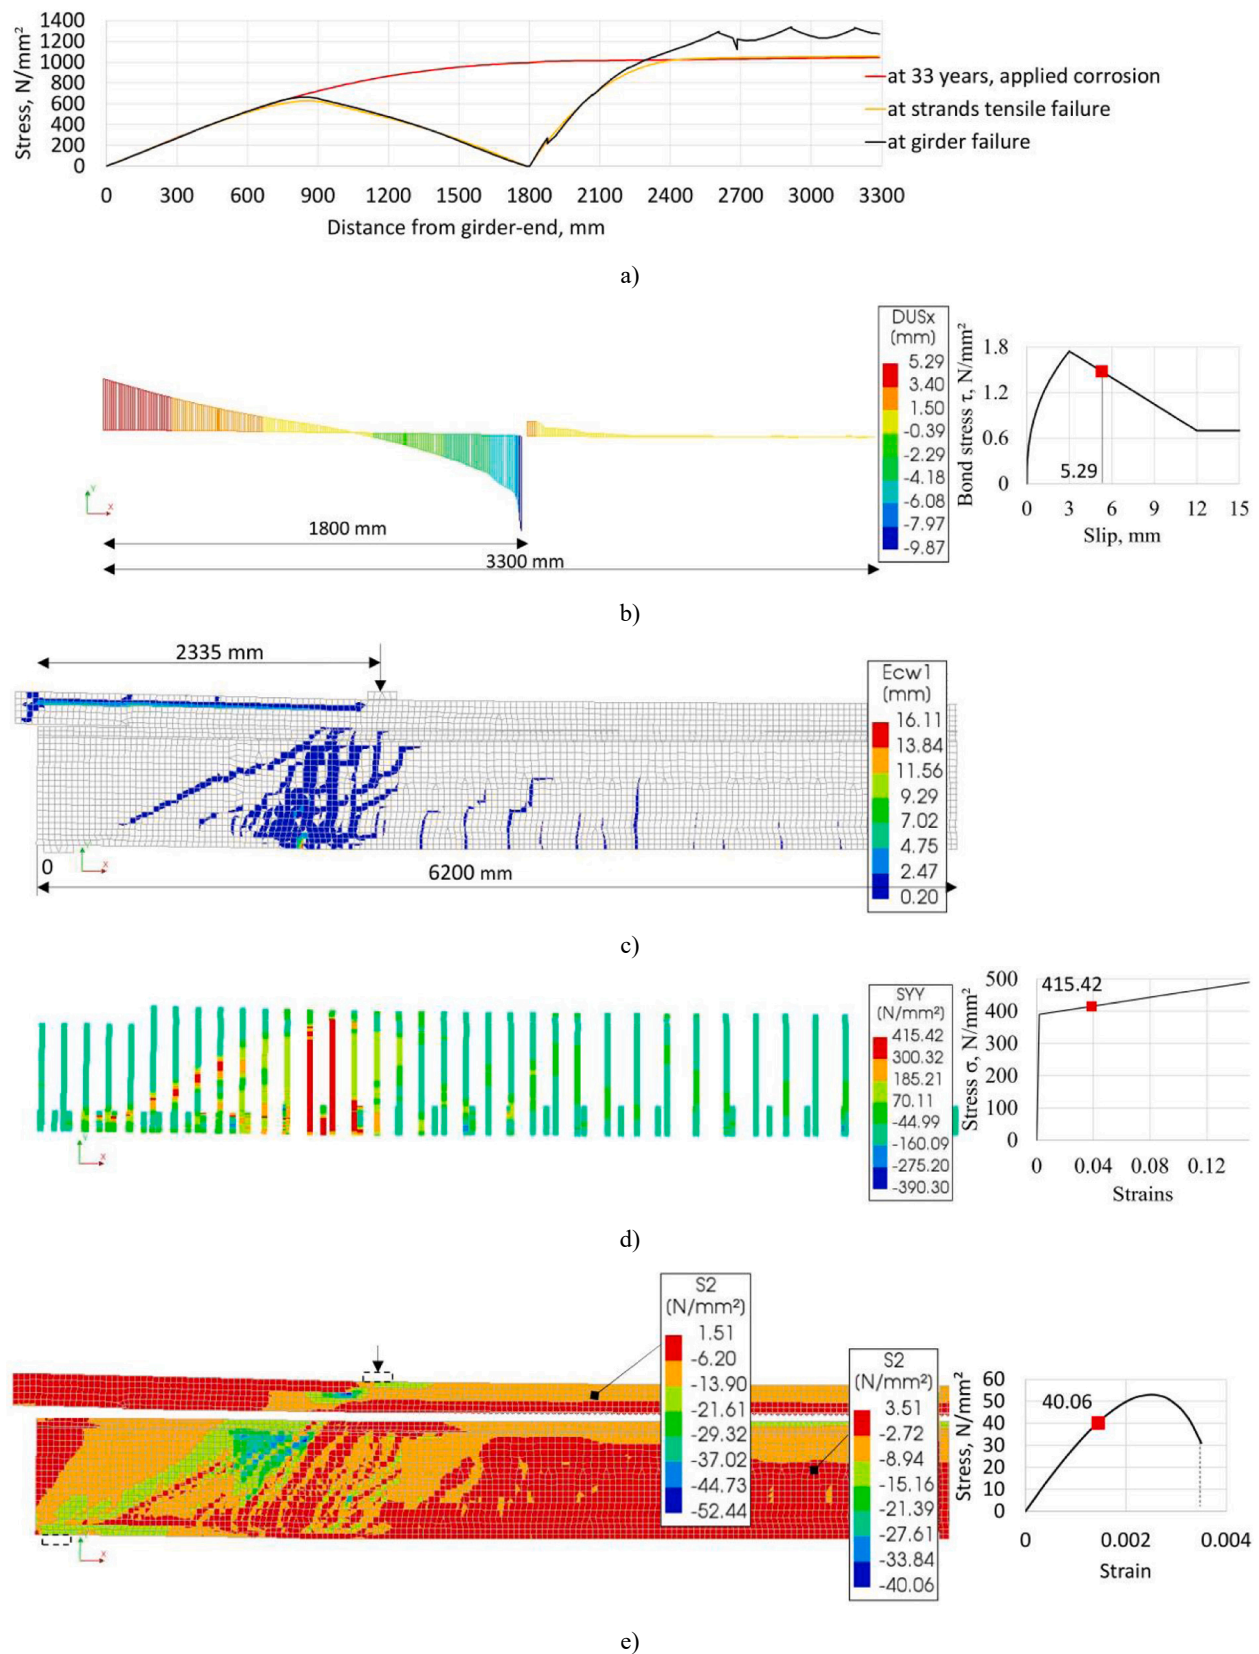 1400
1200
1000
800
600
400
200
0
Stress, N/mm²
0 300 600 900 1200 1500 1800 2100 2400 2700 3000 3300
Distance from girder-end, mm
at 33 years, applied corrosion
at strands tensile failure
at girder failure
a)
DUSx
(mm)
5.29
3.40
1.50
-0.39
-2.29
-4.18
-6.08
-7.97
-9.87
Y
X
1800 mm
3300 mm
Bond stress τ, N/mm²
1.8
1.2
0.6
0
5.29
0 3 6 9 12 15
Slip, mm
b)
2335 mm
Ecw1
(mm)
16.11
13.84
11.56
9.29
7.02
4.75
2.47
0.20
Y
X
0
6200 mm
c)
SYY
(N/mm²)
415.42
300.32
185.21
70.11
-44.99
-160.09
-275.20
-390.30
Y
X
Stress σ, N/mm²
500
400
300
200
100
0
415.42
0 0.04 0.08 0.12
Strains
d)
S2
(N/mm²)
1.51
-6.20
-13.90
-21.61
-29.32
-37.02
-44.73
-52.44
S2
(N/mm²)
3.51
-2.72
-8.94
-15.16
-21.39
-27.61
-33.84
-40.06
Y
X
Stress, N/mm²
60
50
40
30
20
10
0
40.06
0 0.002 0.004
Strain
e)